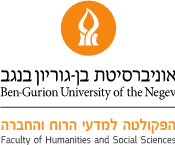 אוניברסיטת בן-גוריון בנגב
Ben-Gurion University of the Negev
הפקולטה למדעי הרוח והחברה
Faculty of Humanities and Social Sciences